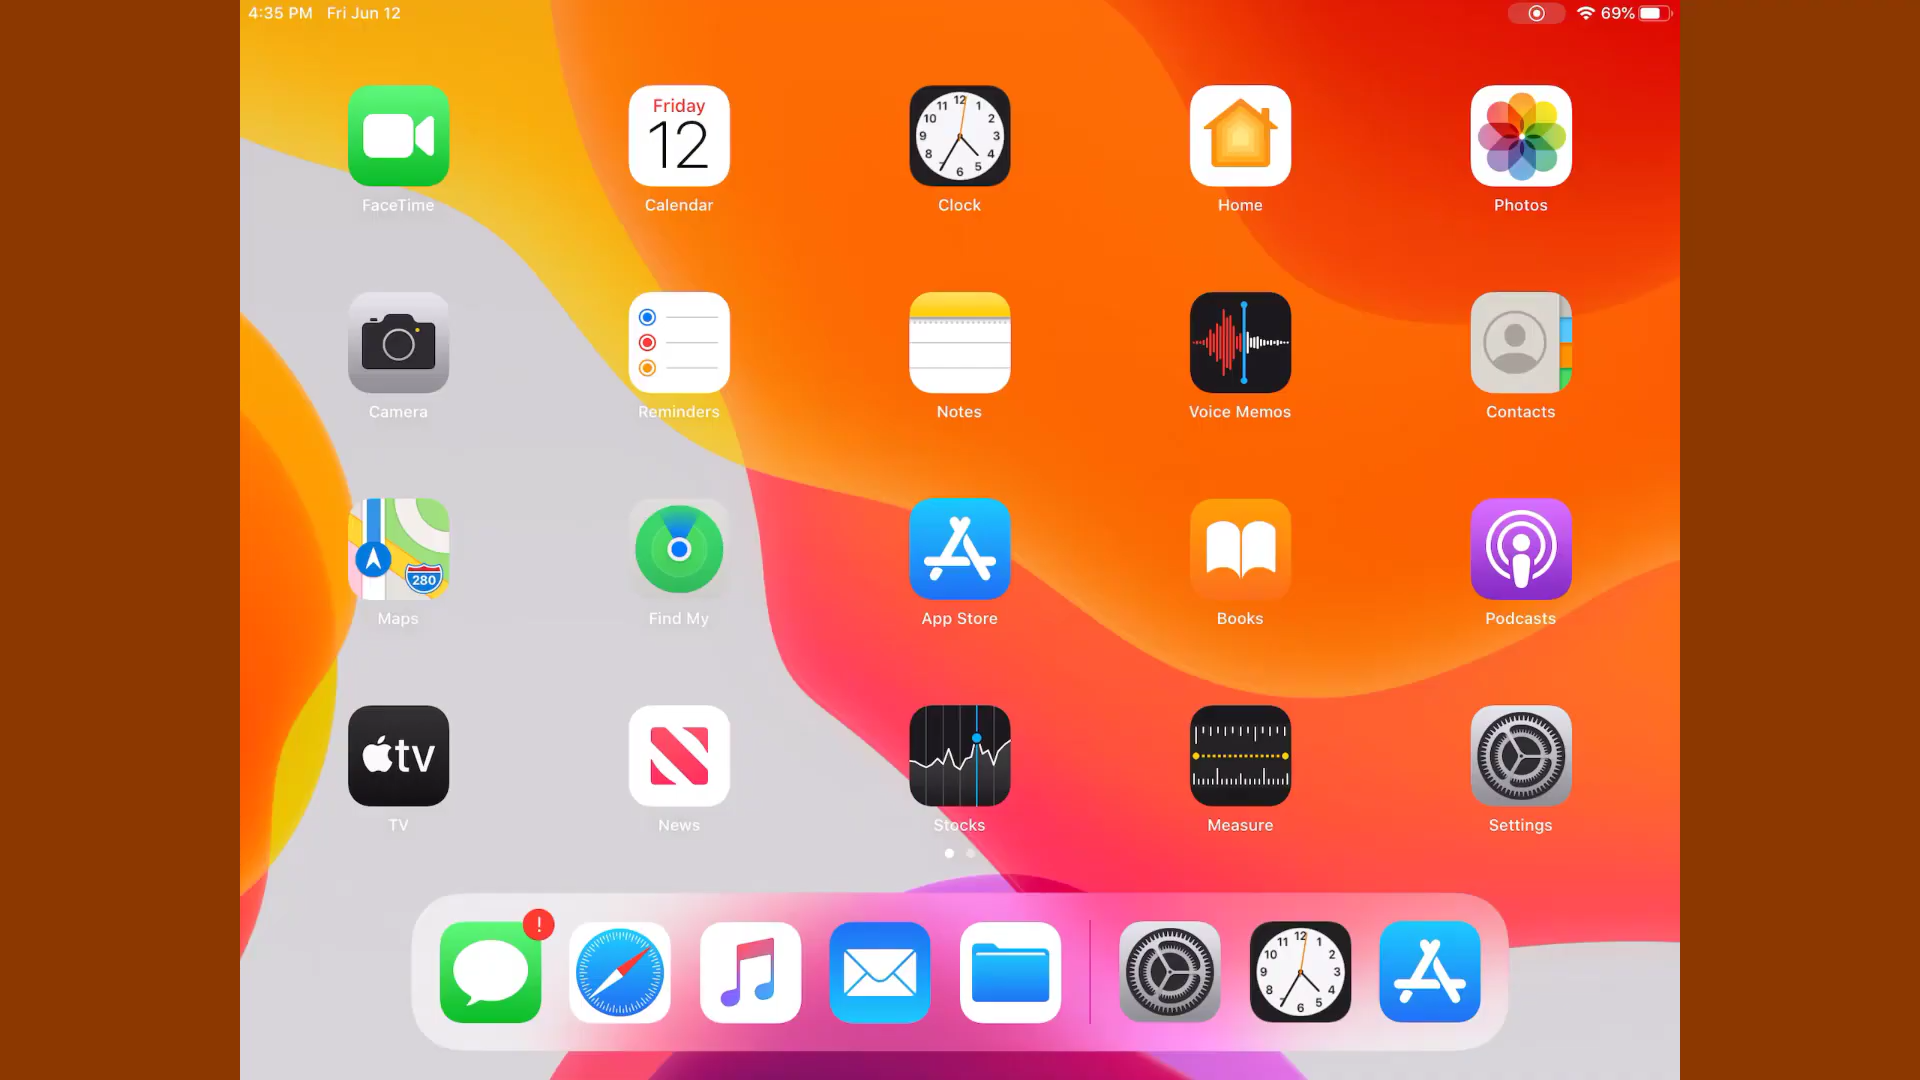 4:35 PM Fri Jun 12
69%
Friday
12
FaceTime
Calendar
Clock
Home
Photos
Camera
Reminders
Notes
Voice Memos
Contacts
280
Maps
Find My
App Store
Books
Podcasts
tv
TV
News
Stocks
Measure
Settings
!